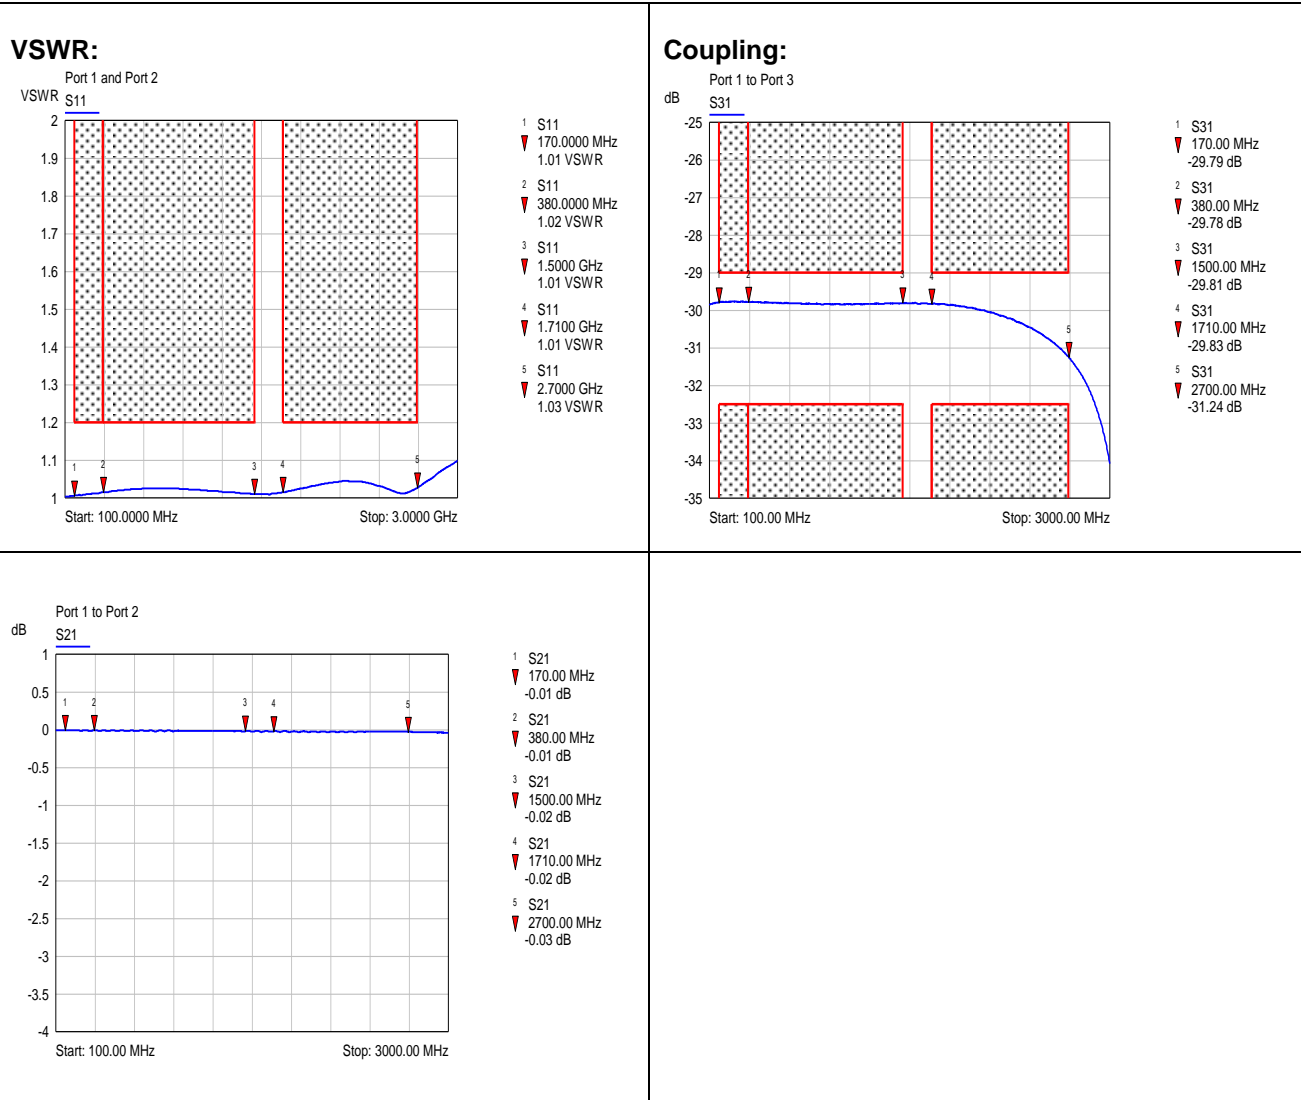 VSWR:
Port 1 and Port 2
VSWR
S11
2
1.9
1.8
1.7
1.6
1.5
1.4
1.3
1.2
1.1
1
1
2
3
4
5
Start: 100.0000 MHz
Stop: 3.0000 GHz
1 S11
170.0000 MHz
1.01 VSWR
2 S11
380.0000 MHz
1.02 VSWR
3 S11
1.5000 GHz
1.01 VSWR
4 S11
1.7100 GHz
1.01 VSWR
5 S11
2.7000 GHz
1.03 VSWR
Coupling:
Port 1 to Port 3
dB
S31
-25
-26
-27
-28
-29
-30
-31
-32
-33
-34
-35
1
2
3
4
5
Start: 100.00 MHz
Stop: 3000.00 MHz
1 S31
170.00 MHz
-29.79 dB
2 S31
380.00 MHz
-29.78 dB
3 S31
1500.00 MHz
-29.81 dB
4 S31
1710.00 MHz
-29.83 dB
5 S31
2700.00 MHz
-31.24 dB
Port 1 to Port 2
dB
S21
1
0.5
0
-0.5
-1
-1.5
-2
-2.5
-3
-3.5
-4
1
2
3
4
5
Start: 100.00 MHz
Stop: 3000.00 MHz
1 S21
170.00 MHz
-0.01 dB
2 S21
380.00 MHz
-0.01 dB
3 S21
1500.00 MHz
-0.02 dB
4 S21
1710.00 MHz
-0.02 dB
5 S21
2700.00 MHz
-0.03 dB